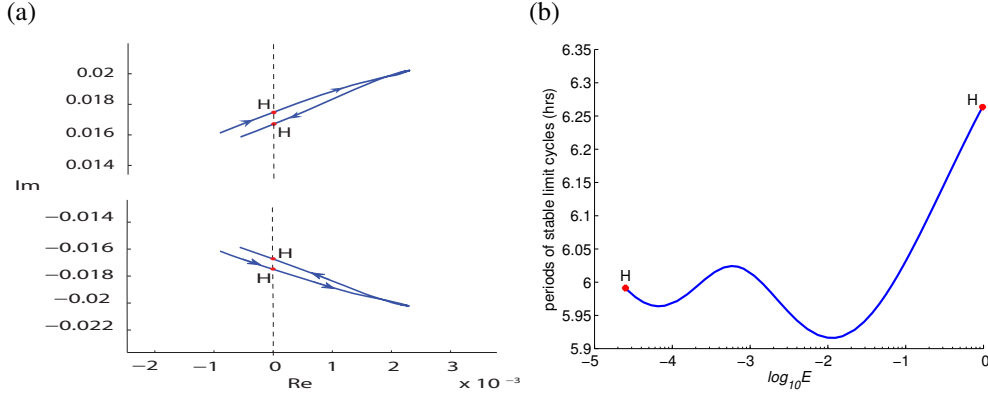 (a)
0.02
0.018
0.016
0.014
Im
−0.014
−0.016
−0.018
−0.02
−0.022
H
H
H
H
−2
−1
0
1
2
3
Re
× 10 −3
(b)
periods of stable limit cycles (hrs)
6.35
6.3
6.25
6.2
6.15
6.1
6.05
6
5.95
5.9
H
H
−5
−4
−3
−2
−1
0
log10E